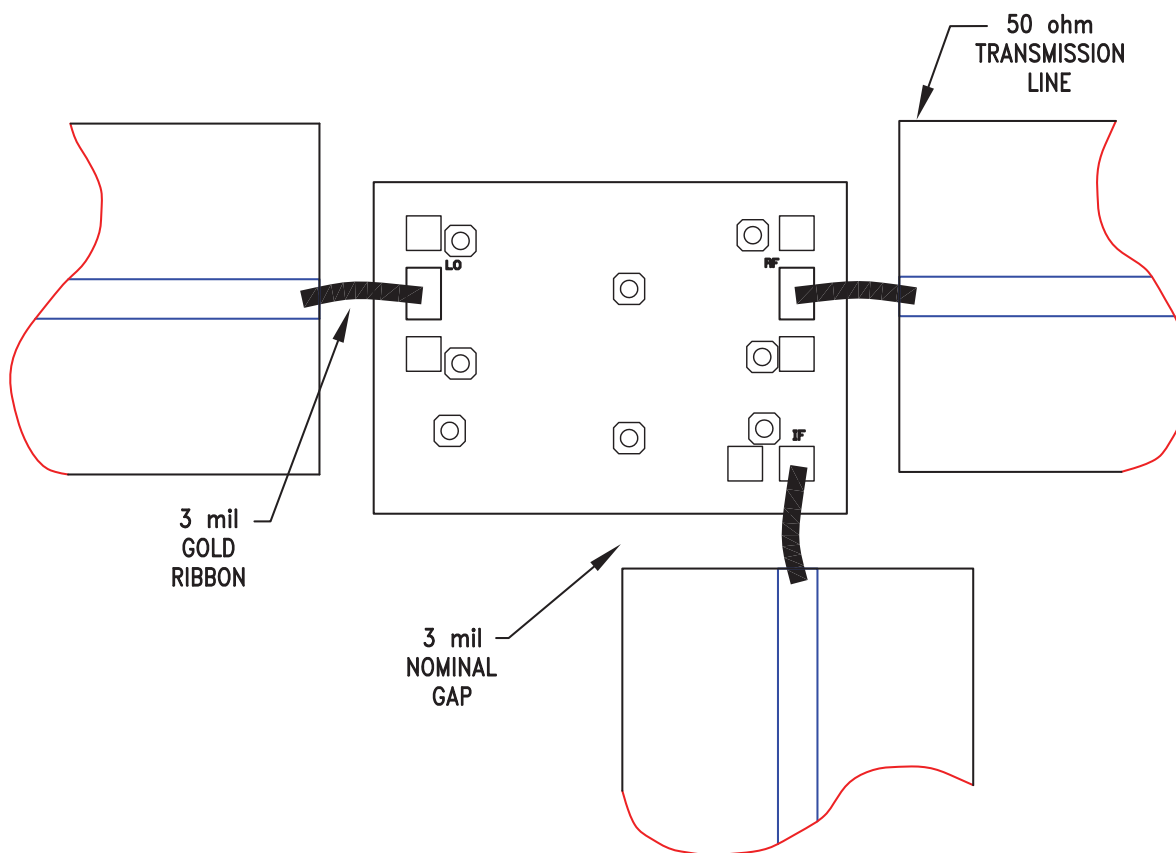 50 ohm
TRANSMISSION
LINE
LO
RF
IF
3 mil
GOLD
RIBBON
3 mil
NOMINAL
GAP